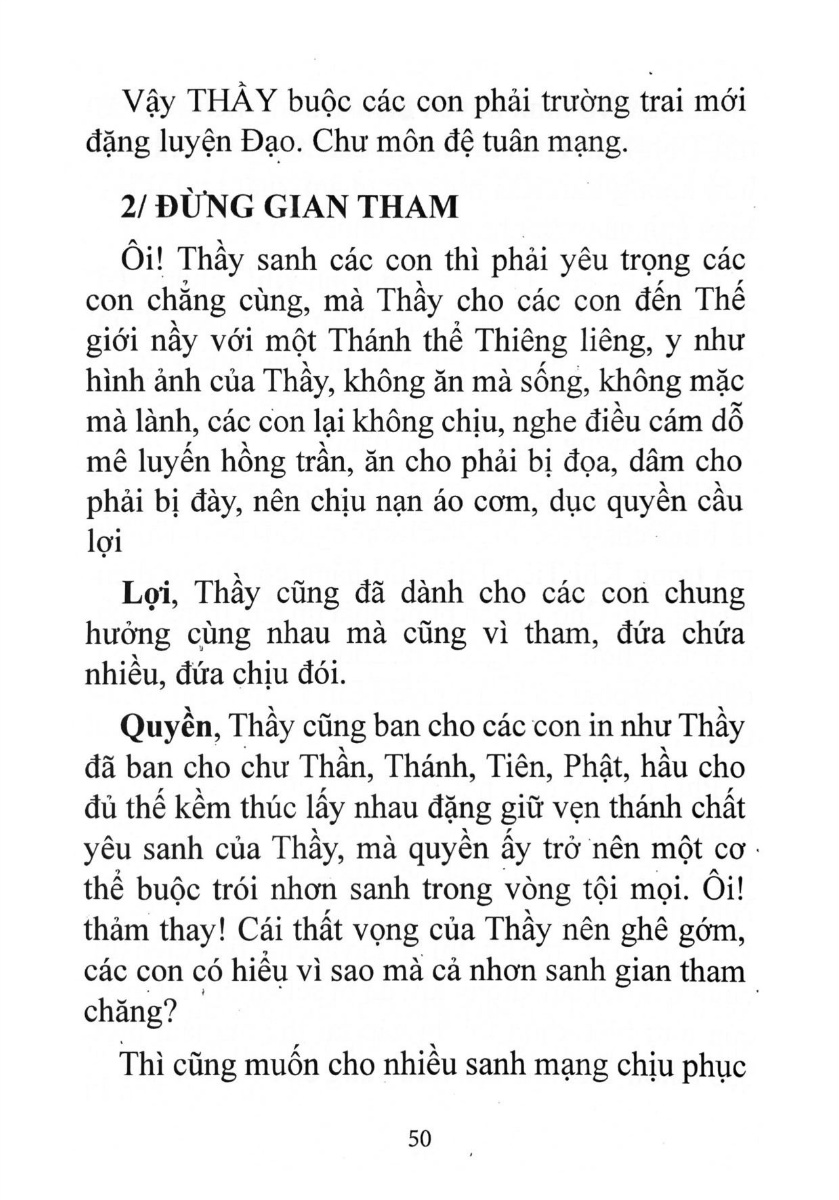 Vậy THẦY buộc các con phải trường trai mới
đặng luyện Đạo. Chư môn đệ tuân mạng.
2/ ĐỪNG GIAN THAM
Ôi! Thầy sanh các con thì phải yêu trọng các
con chẳng cùng, mà Thầy cho các con đến Thế
giới nầy với một Thánh thể Thiêng liêng, y như
hình ảnh của Thầy, không ăn mà sống, không mặc
mà lành, các con lại không chịu, nghe điều cám dỗ
mê luyến hồng trần, ăn cho phải bị đọa, dâm cho
phải bị đày, nên chịu nạn áo cơm, dục quyền cầu
lợi
Lợi, Thầy cũng đã dành cho các con chung
hưởng cùng nhau mà cũng vì tham, đứa chứa
nhiều, đứa chịu đói.
Quyền, Thầy cũng ban cho các con in như Thầy
đã ban cho chư Thần, Thánh, Tiên, Phật, hầu cho
đủ thế kềm thúc lấy nhau đặng giữ vẹn thánh chất
yêu sanh của Thầy, mà quyền ấy trở nên một cơ
thể buộc trói nhơn sanh trong vòng tội mọi. Ôi!
thảm thay! Cái thất vọng của Thầy nên ghê gớm,
các con có hiểu vì sao mà cả nhơn sanh gian tham
chăng?
Thì cũng muốn cho nhiều sanh mạng chịu phục
50